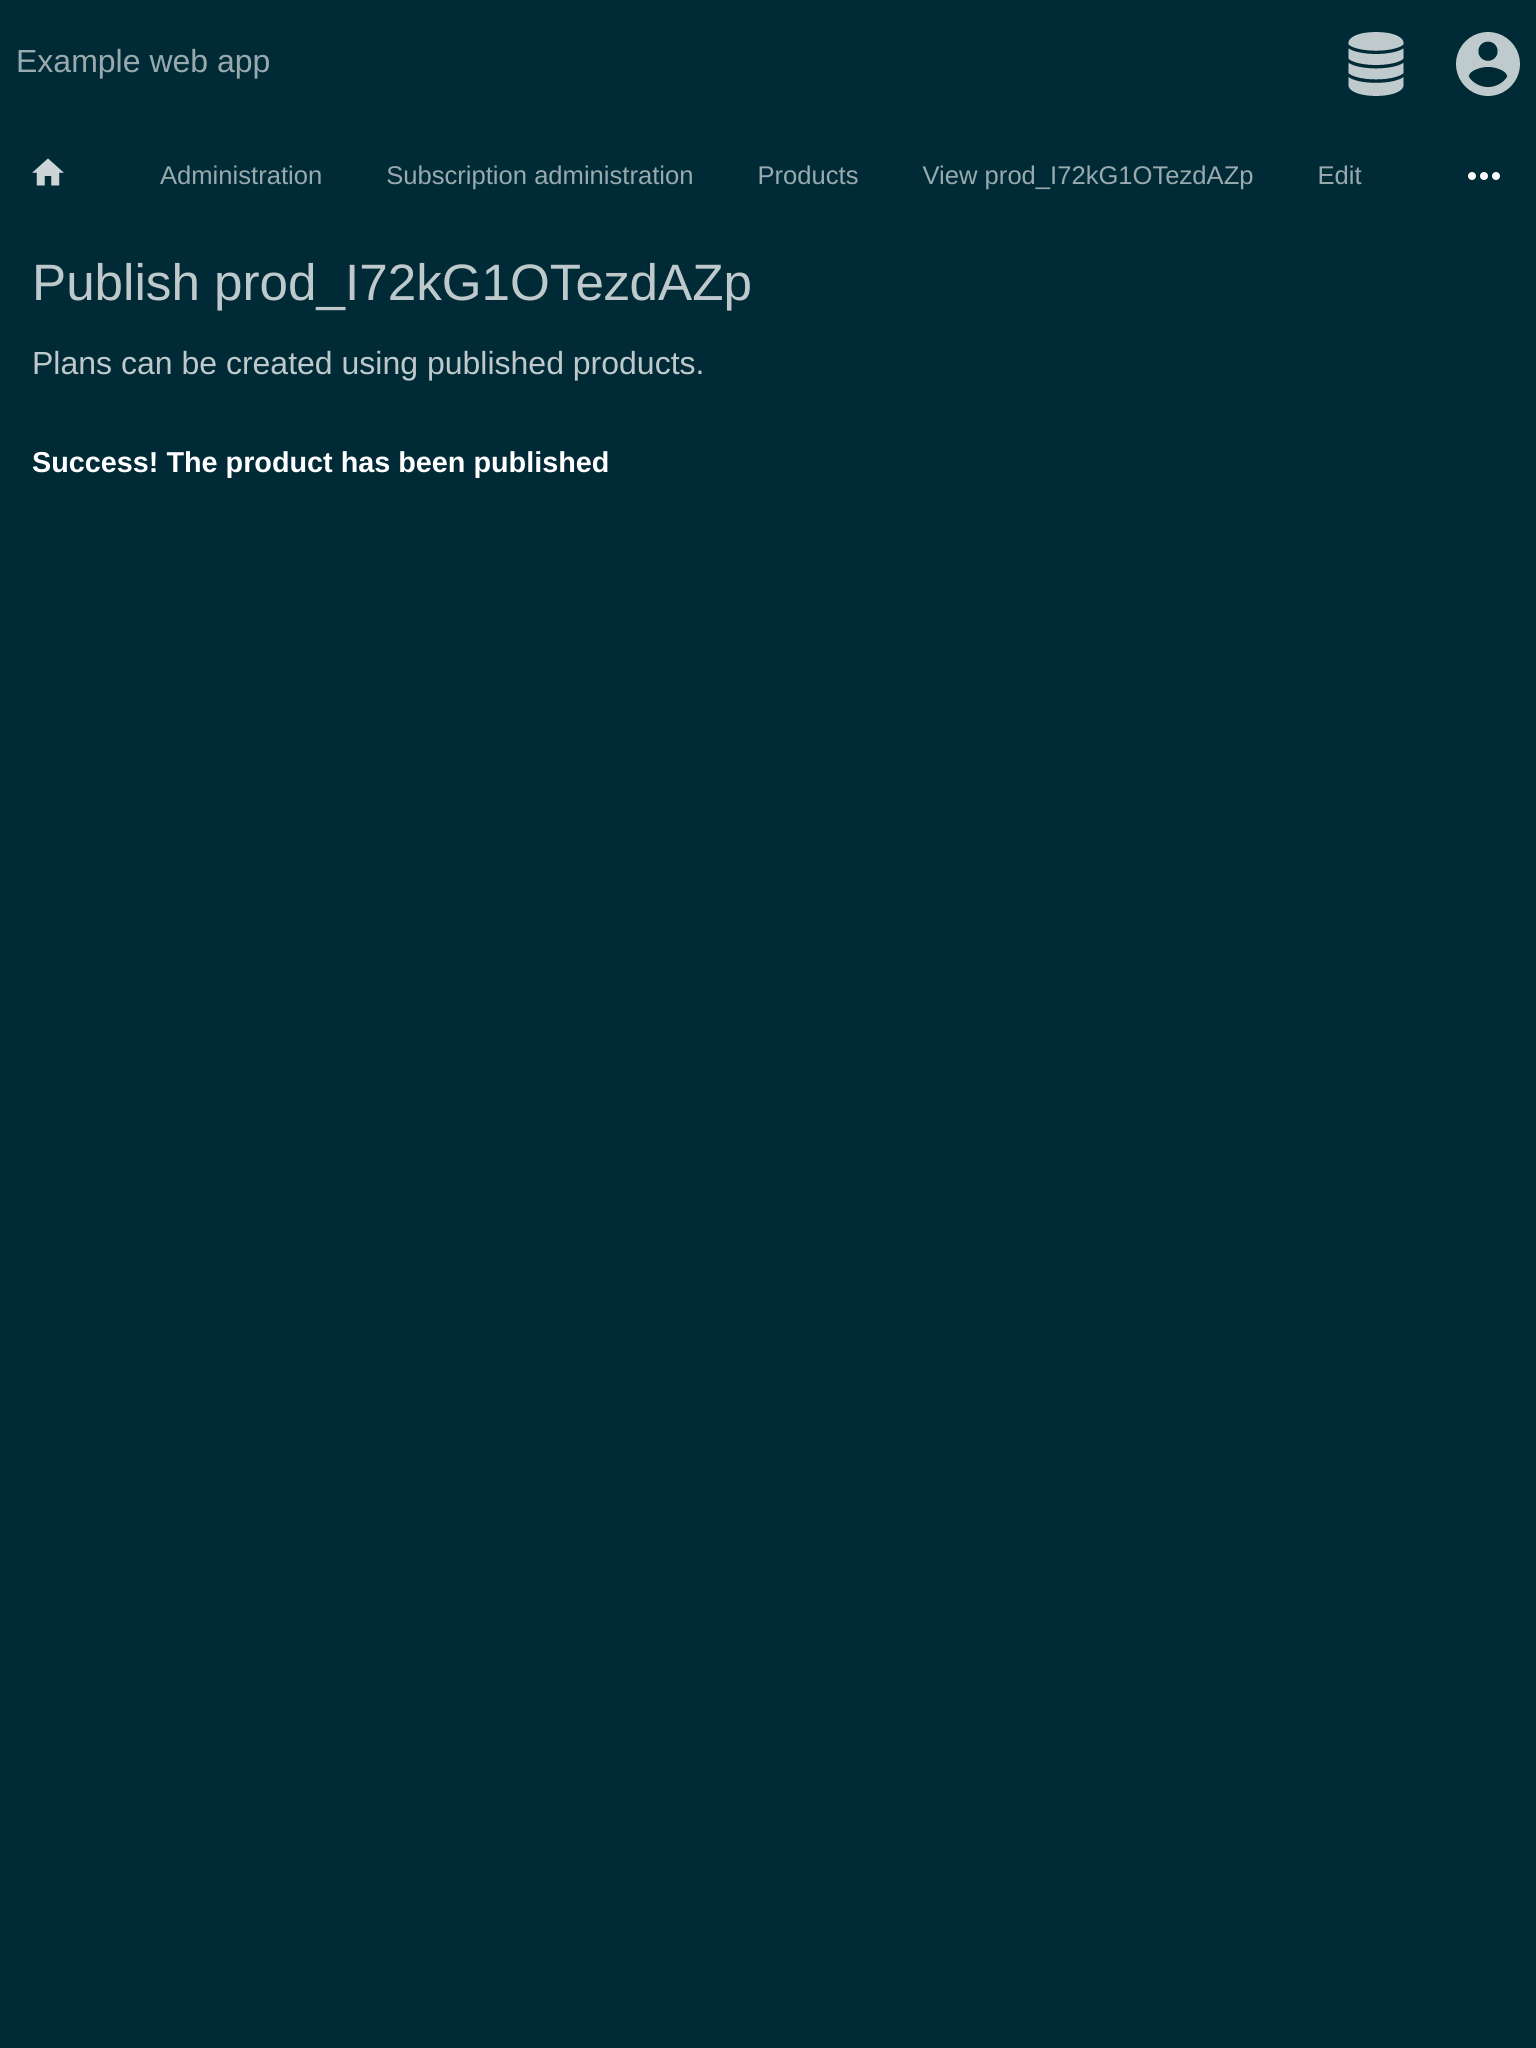 Example web app
Administration Subscription administration Products View prod_I72kG1OTezdAZp Edit
Publish prod_I72kG1OTezdAZp
Plans can be created using published products.
Success! The product has been published